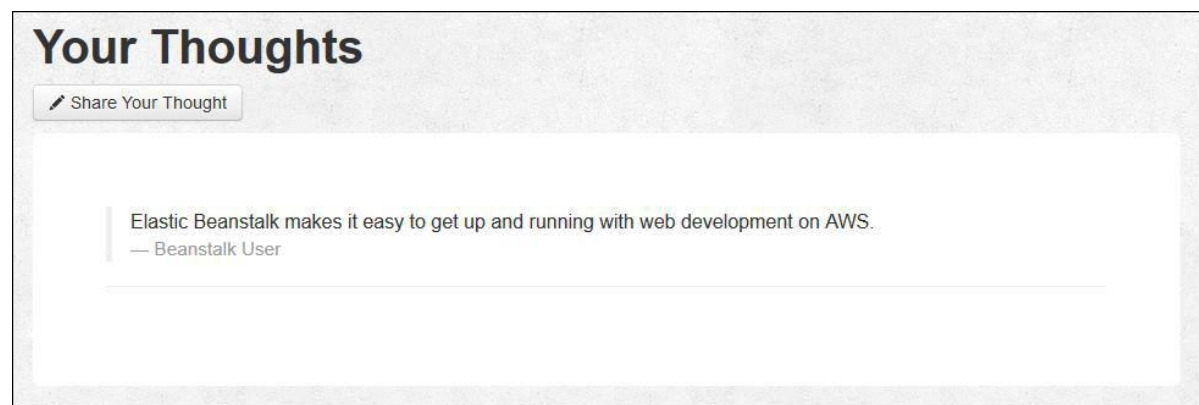 Your Thoughts
Share Your Thought
Elastic Beanstalk makes it easy to get up and running with web development on AWS.
— Beanstalk User